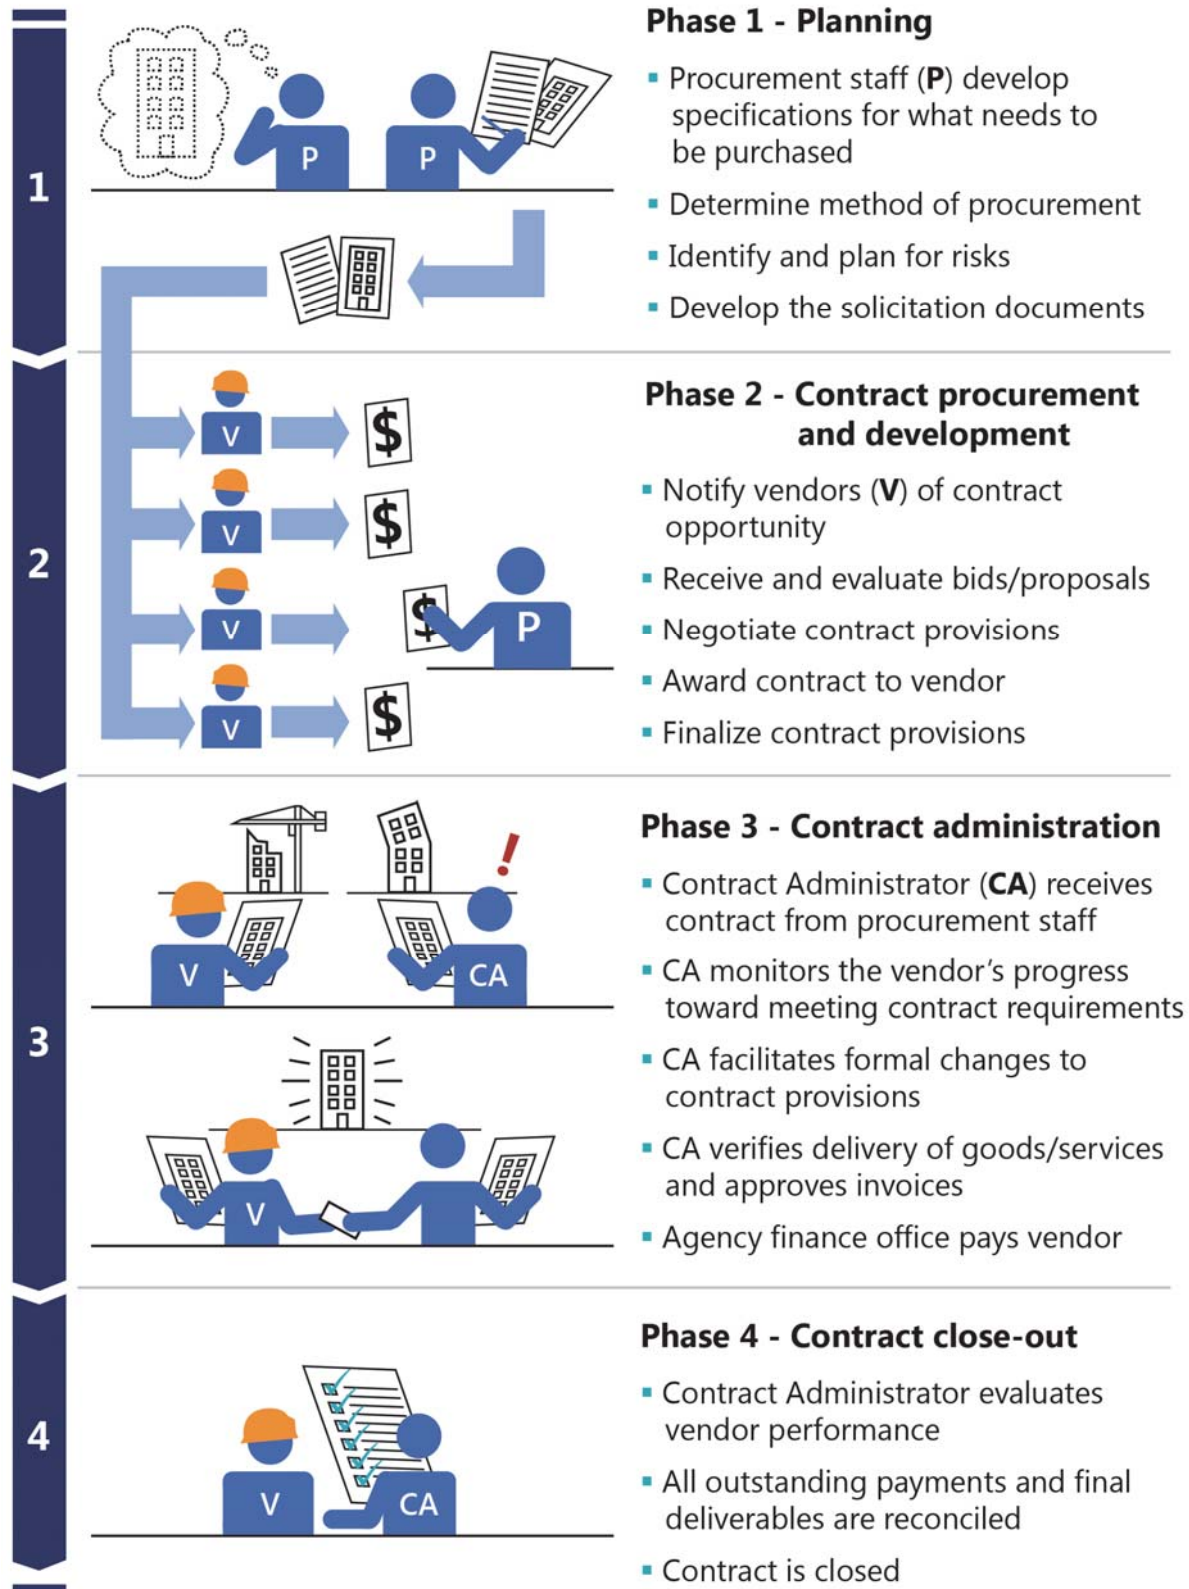 1
P
P
Phase 1 - Planning
▪ Procurement staff (P) develop
specifications for what needs to
be purchased
▪ Determine method of procurement
▪ Identify and plan for risks
▪ Develop the solicitation documents
2
V
$
V
$
V
$
P
V
$
Phase 2 - Contract procurement
and development
▪ Notify vendors (V) of contract
opportunity
▪ Receive and evaluate bids/proposals
▪ Negotiate contract provisions
▪ Award contract to vendor
▪ Finalize contract provisions
3
!
V
CA
V
Phase 3 - Contract administration
▪ Contract Administrator (CA) receives
contract from procurement staff
▪ CA monitors the vendor’s progress
toward meeting contract requirements
▪ CA facilitates formal changes to
contract provisions
▪ CA verifies delivery of goods/services
and approves invoices
▪ Agency finance office pays vendor
4
V
CA
Phase 4 - Contract close-out
▪ Contract Administrator evaluates
vendor performance
▪ All outstanding payments and final
deliverables are reconciled
▪ Contract is closed